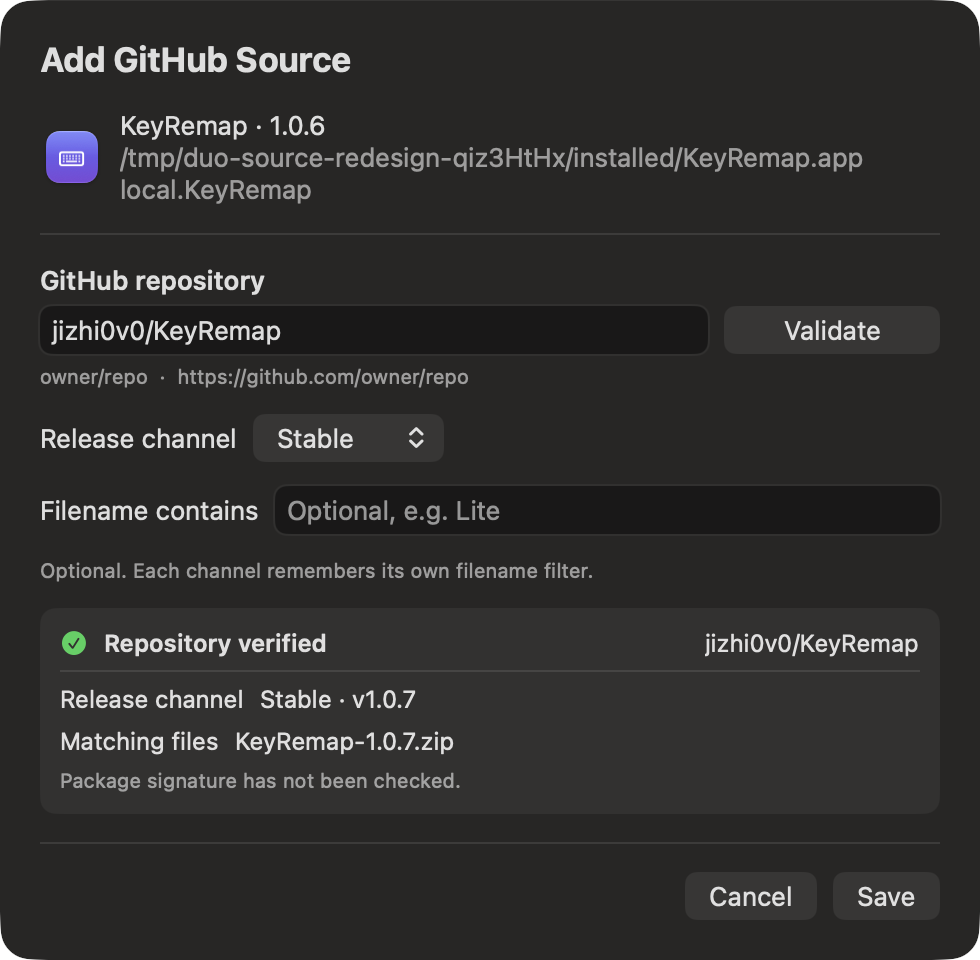 Add GitHub Source
KeyRemap · 1.0.6
/tmp/duo-source-redesign-qiz3HtHx/installed/KeyRemap.app
local.KeyRemap
GitHub repository
jizhi0v0/KeyRemap
Validate
owner/repo · https://github.com/owner/repo
Release channel Stable
Filename contains Optional, e.g. Lite
Optional. Each channel remembers its own filename filter.
Repository verified jizhi0v0/KeyRemap
Release channel Stable · v1.0.7
Matching files KeyRemap-1.0.7.zip
Package signature has not been checked.
Cancel Save